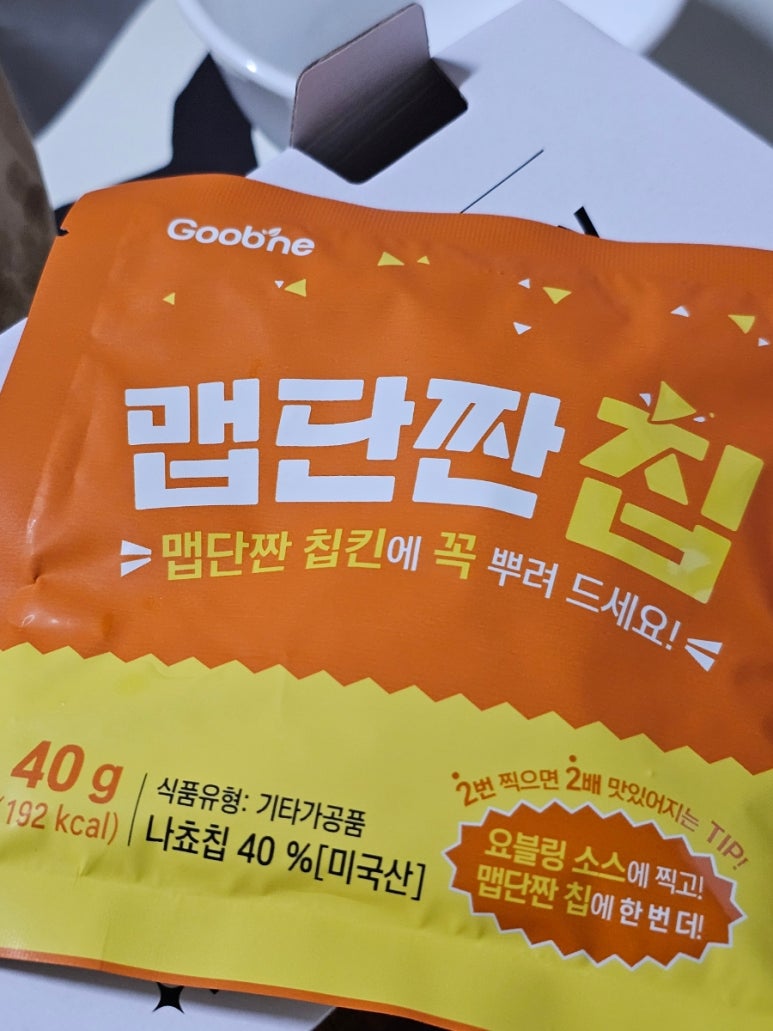 Goobne
맵단짠 칩
맵단짠 칩킨에 꼭 뿌려 드세요!
40 g
(192 kcal)
식품유형: 기타가공품
나쵸칩 40 %[미국산]
2번 찍으면 2배 맛있어지는 TIP!
요블링 소스에 찍고!
맵단짠 칩에 한 번 더!